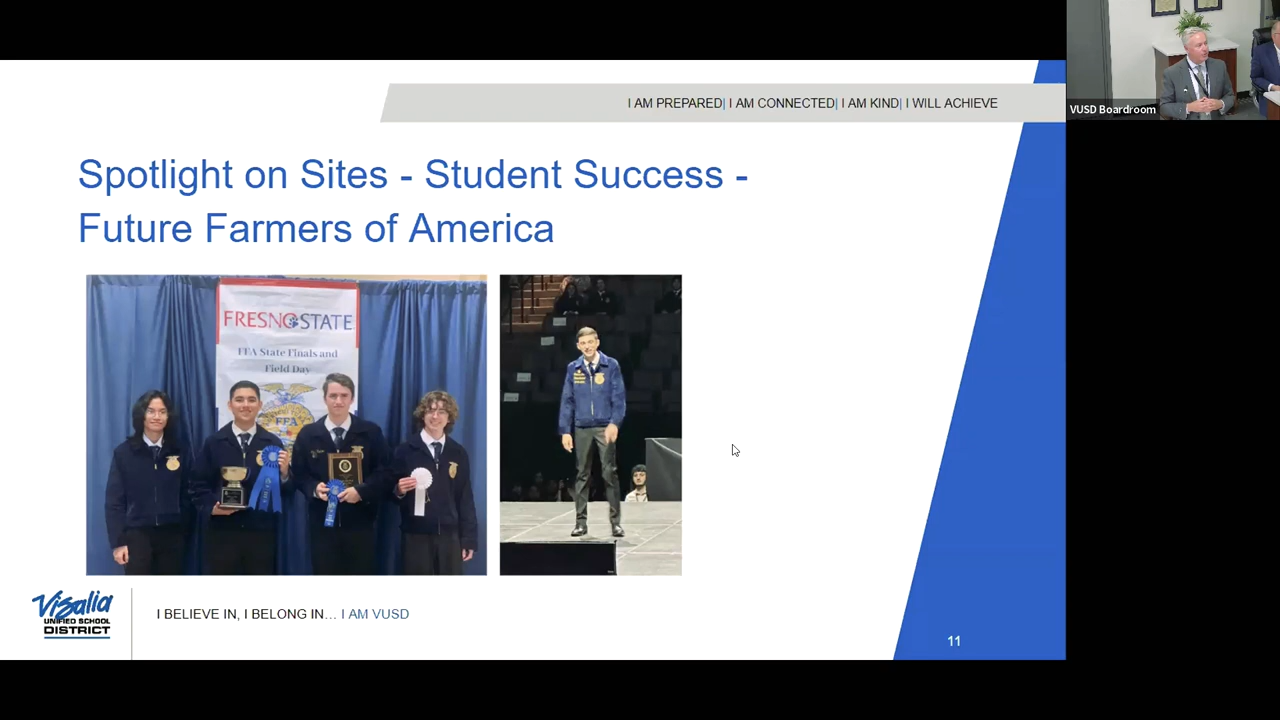 I AM PREPARED| I AM CONNECTED| I AM KIND| I WILL ACHIEVE
VUSD Boardroom
Spotlight on Sites - Student Success -
Future Farmers of America
FRESNO STATE
FFA State Finals and
Field Day
FFA
Visalia
UNIFIED SCHOOL
DISTRICT
I BELIEVE IN, I BELONG IN... I AM VUSD
11